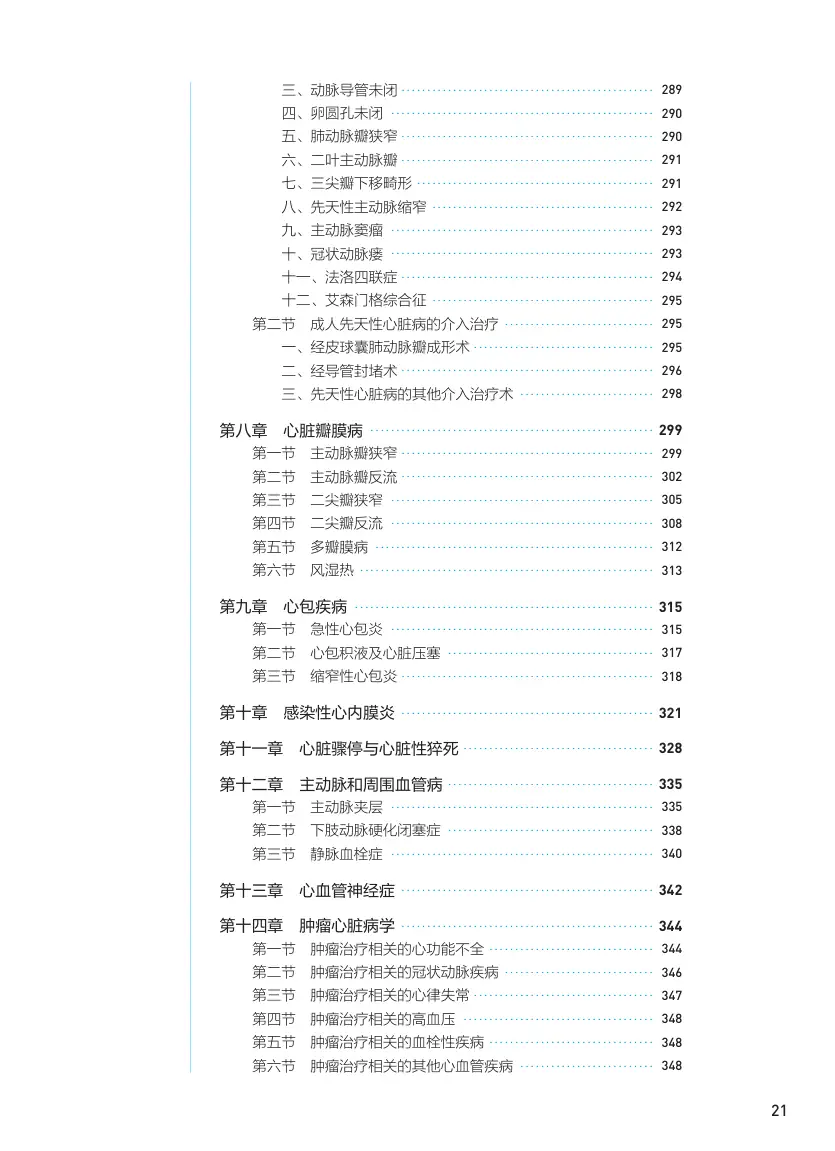 三、动脉导管未闭 289
四、卵圆孔未闭 290
五、肺动脉瓣狭窄 290
六、二叶主动脉瓣 291
七、三尖瓣下移畸形 291
八、先天性主动脉缩窄 292
九、主动脉窦瘤 293
十、冠状动脉瘘 293
十一、法洛四联症 294
十二、艾森门格综合征 295
第二节 成人先天性心脏病的介入治疗 295
一、经皮球囊肺动脉瓣成形术 295
二、经导管封堵术 296
三、先天性心脏病的其他介入治疗术 298
第八章 心脏瓣膜病 299
第一节 主动脉瓣狭窄 299
第二节 主动脉瓣反流 302
第三节 二尖瓣狭窄 305
第四节 二尖瓣反流 308
第五节 多瓣膜病 312
第六节 风湿热 313
第九章 心包疾病 315
第一节 急性心包炎 315
第二节 心包积液及心脏压塞 317
第三节 缩窄性心包炎 318
第十章 感染性心内膜炎 321
第十一章 心脏骤停与心脏性猝死 328
第十二章 主动脉和周围血管病 335
第一节 主动脉夹层 335
第二节 下肢动脉硬化闭塞症 338
第三节 静脉血栓症 340
第十三章 心血管神经症 342
第十四章 肿瘤心脏病学 344
第一节 肿瘤治疗相关的心功能不全 344
第二节 肿瘤治疗相关的冠状动脉疾病 346
第三节 肿瘤治疗相关的心律失常 347
第四节 肿瘤治疗相关的高血压 348
第五节 肿瘤治疗相关的血栓性疾病 348
第六节 肿瘤治疗相关的其他心血管疾病 348
21